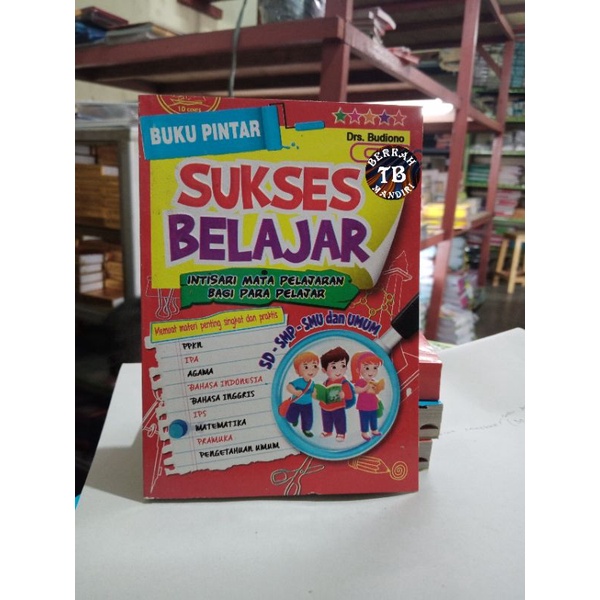 BUKU PINTAR
Drs. Budiono
BERKAH
TB
MANDIRI
SUKSES
BELAJAR
INTISARI MATA PELAJARAN
BAGI PARA PELAJAR
Memuat materi penting, singkat dan praktis
SD - SMP - SMU dan UMUM
PPKN
IPA
AGAMA
BAHASA INDONESIA
BAHASA INGGRIS
IPS
MATEMATIKA
PRAMUKA
PENGETAHUAN UMUM